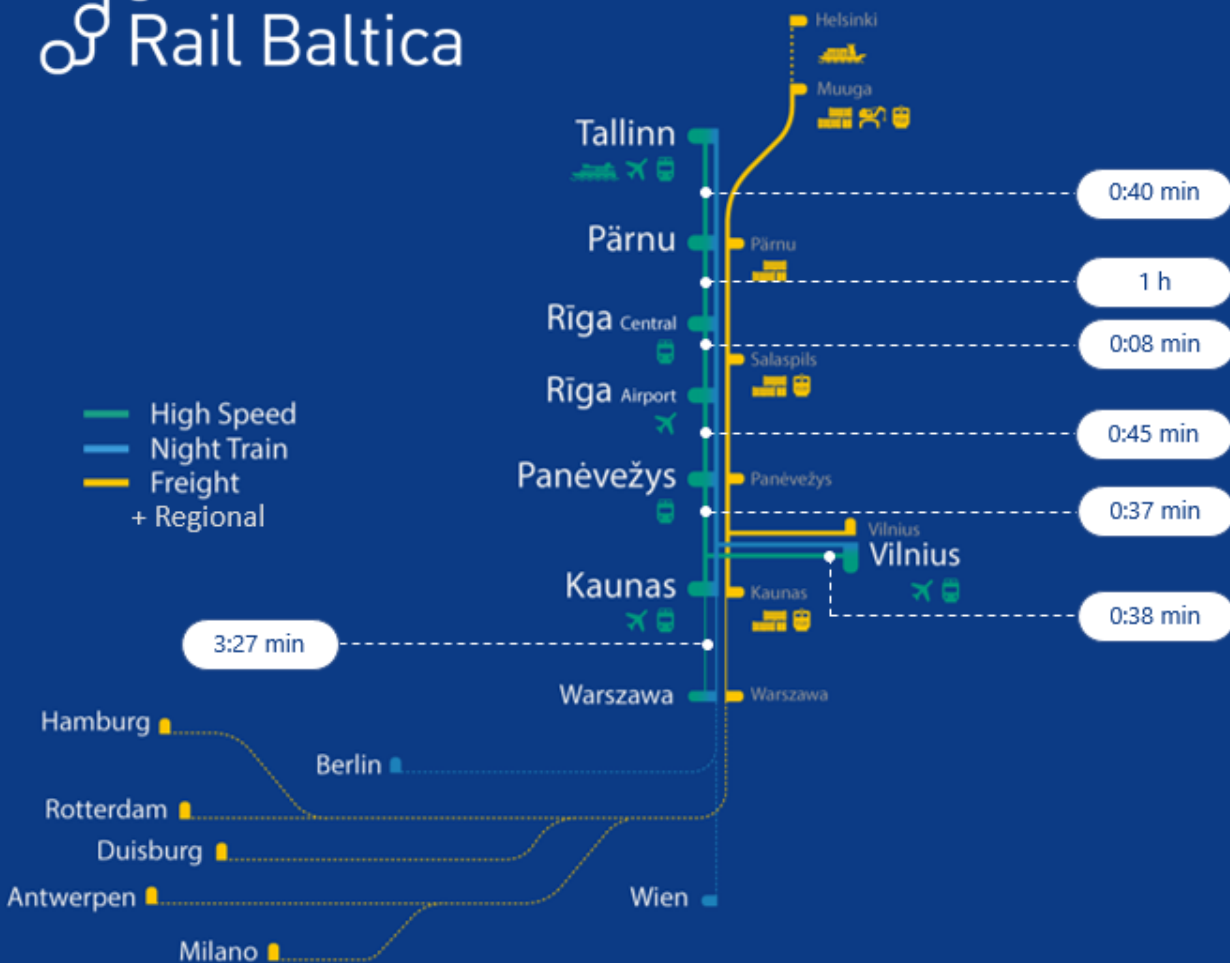 Rail Baltica
Helsinki
Muuga
Tallinn
0:40 min
Pärnu
Pärnu
1 h
Rīga Central
0:08 min
Salaspils
Rīga Airport
High Speed
0:45 min
Night Train
Panėvežys
Panėvežys
Freight
0:37 min
+ Regional
Vilnius
Vilnius
Kaunas
Kaunas
0:38 min
3:27 min
Warszawa
Warszawa
Hamburg
Berlin
Rotterdam
Duisburg
Antwerpen
Wien
Milano